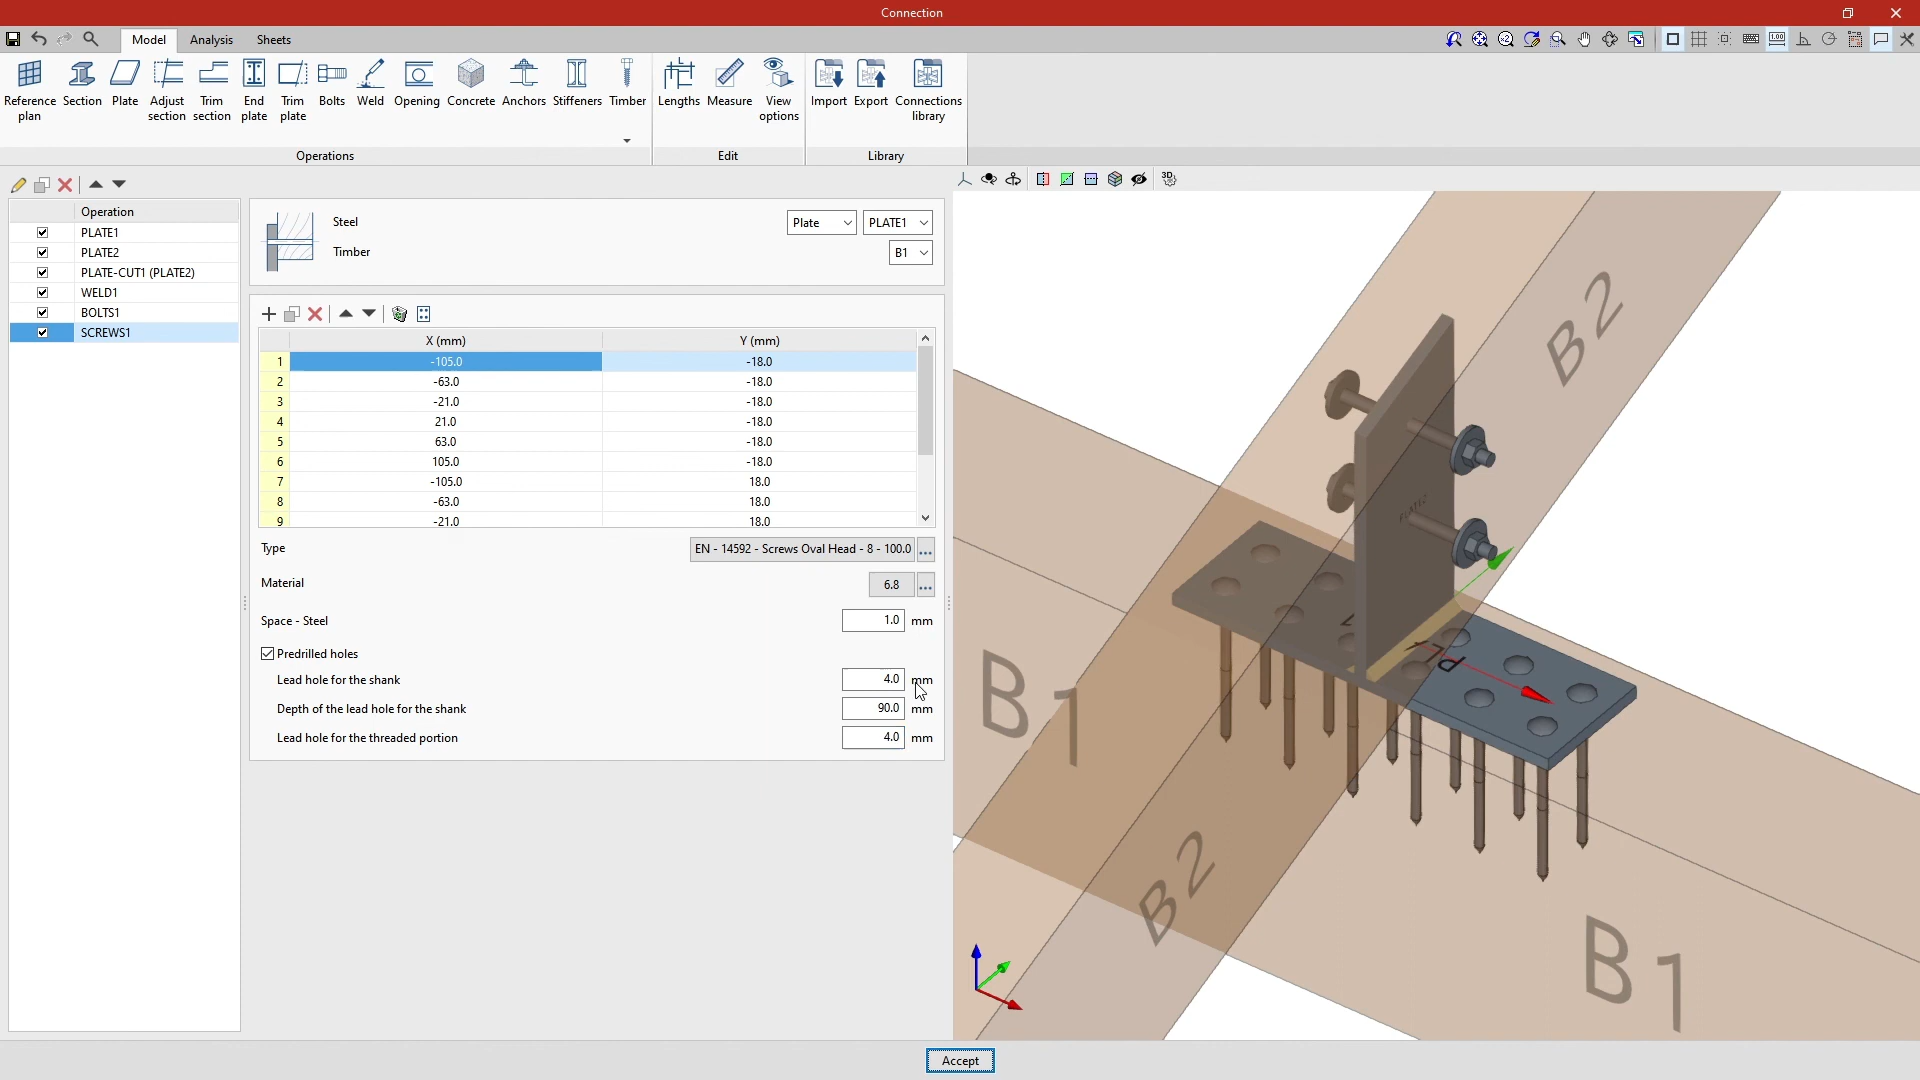 Connection
Model Analysis Sheets
Reference plan
Section
Plate
Adjust section
Trim section
End plate
Trim plate
Bolts
Weld
Opening
Concrete
Anchors
Stiffeners
Timber
Lengths
Measure
View options
Import
Export
Connections library
Operations Edit Library
Operation
PLATE1
PLATE2
PLATE-CUT1 (PLATE2)
WELD1
BOLTS1
SCREWS1
Steel Plate PLATE1
Timber B1
X (mm) Y (mm)
1 -105.0 -18.0
2 -63.0 -18.0
3 -21.0 -18.0
4 21.0 -18.0
5 63.0 -18.0
6 105.0 -18.0
7 -105.0 18.0
8 -63.0 18.0
9 -21.0 18.0
Type EN - 14592 - Screws Oval Head - 8 - 100.0 ...
Material 6.8 ...
Space - Steel 1.0 mm
Predrilled holes
Lead hole for the shank 4.0 mm
Depth of the lead hole for the shank 90.0 mm
Lead hole for the threaded portion 4.0 mm
3D
B2
PLATE2
B1
B2
B1
Accept